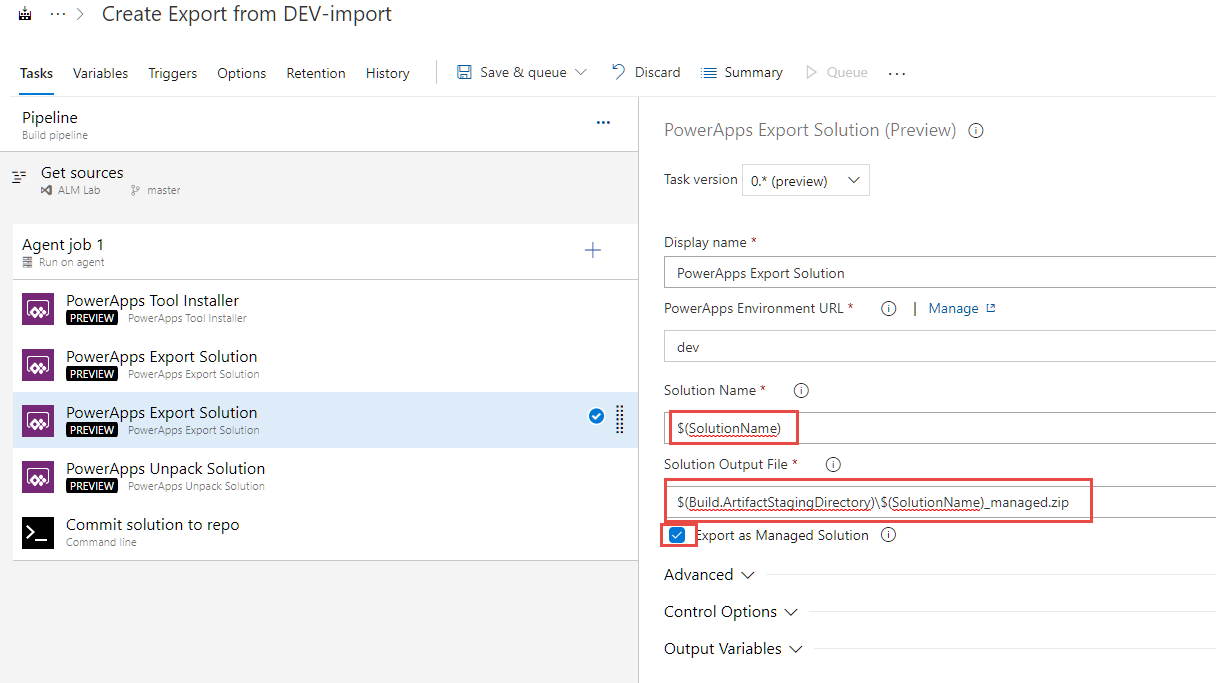 ··· > Create Export from DEV-import
Tasks Variables Triggers Options Retention History Save & queue Discard Summary Queue ···
Pipeline
Build pipeline
···
Get sources
ALM Lab master
Agent job 1
Run on agent
PowerApps Tool Installer
PREVIEW PowerApps Tool Installer
PowerApps Export Solution
PREVIEW PowerApps Export Solution
PowerApps Export Solution
PREVIEW PowerApps Export Solution
PowerApps Unpack Solution
PREVIEW PowerApps Unpack Solution
Commit solution to repo
Command line
PowerApps Export Solution (Preview)
Task version 0.* (preview)
Display name *
PowerApps Export Solution
PowerApps Environment URL * | Manage
dev
Solution Name *
$(SolutionName)
Solution Output File *
$(Build.ArtifactStagingDirectory)\$(SolutionName)_managed.zip
Export as Managed Solution
Advanced
Control Options
Output Variables